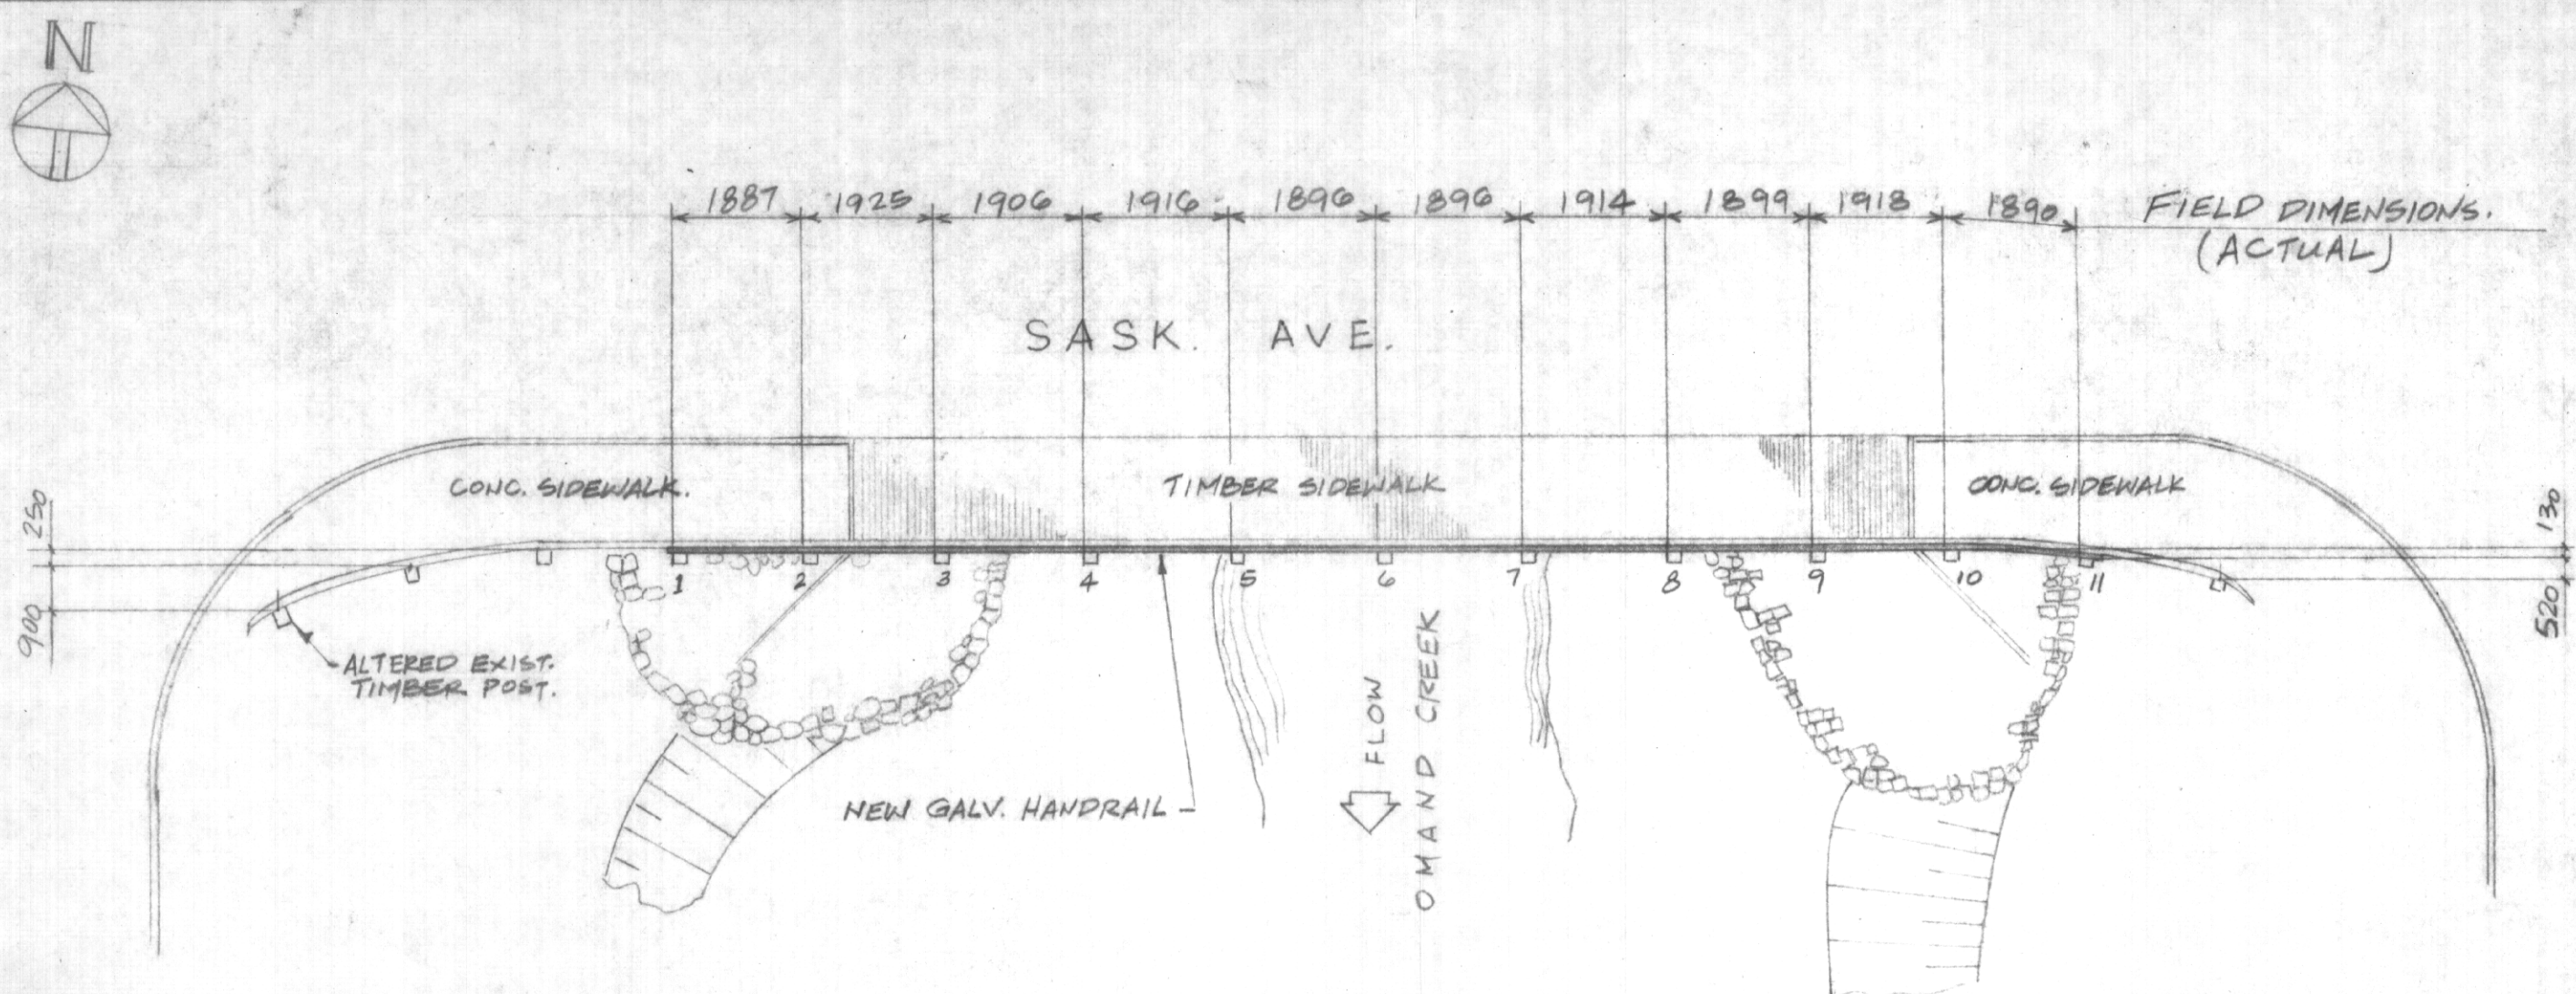 N
1887 1925 1906 1916 1896 1896 1914 1899 1918 1890
FIELD DIMENSIONS.
(ACTUAL)
SASK. AVE.
CONC. SIDEWALK.
TIMBER SIDEWALK
CONC. SIDEWALK
250
900
130
520
1 2 3 4 5 6 7 8 9 10 11
ALTERED EXIST.
TIMBER POST.
NEW GALV. HANDRAIL
FLOW
OMAND CREEK